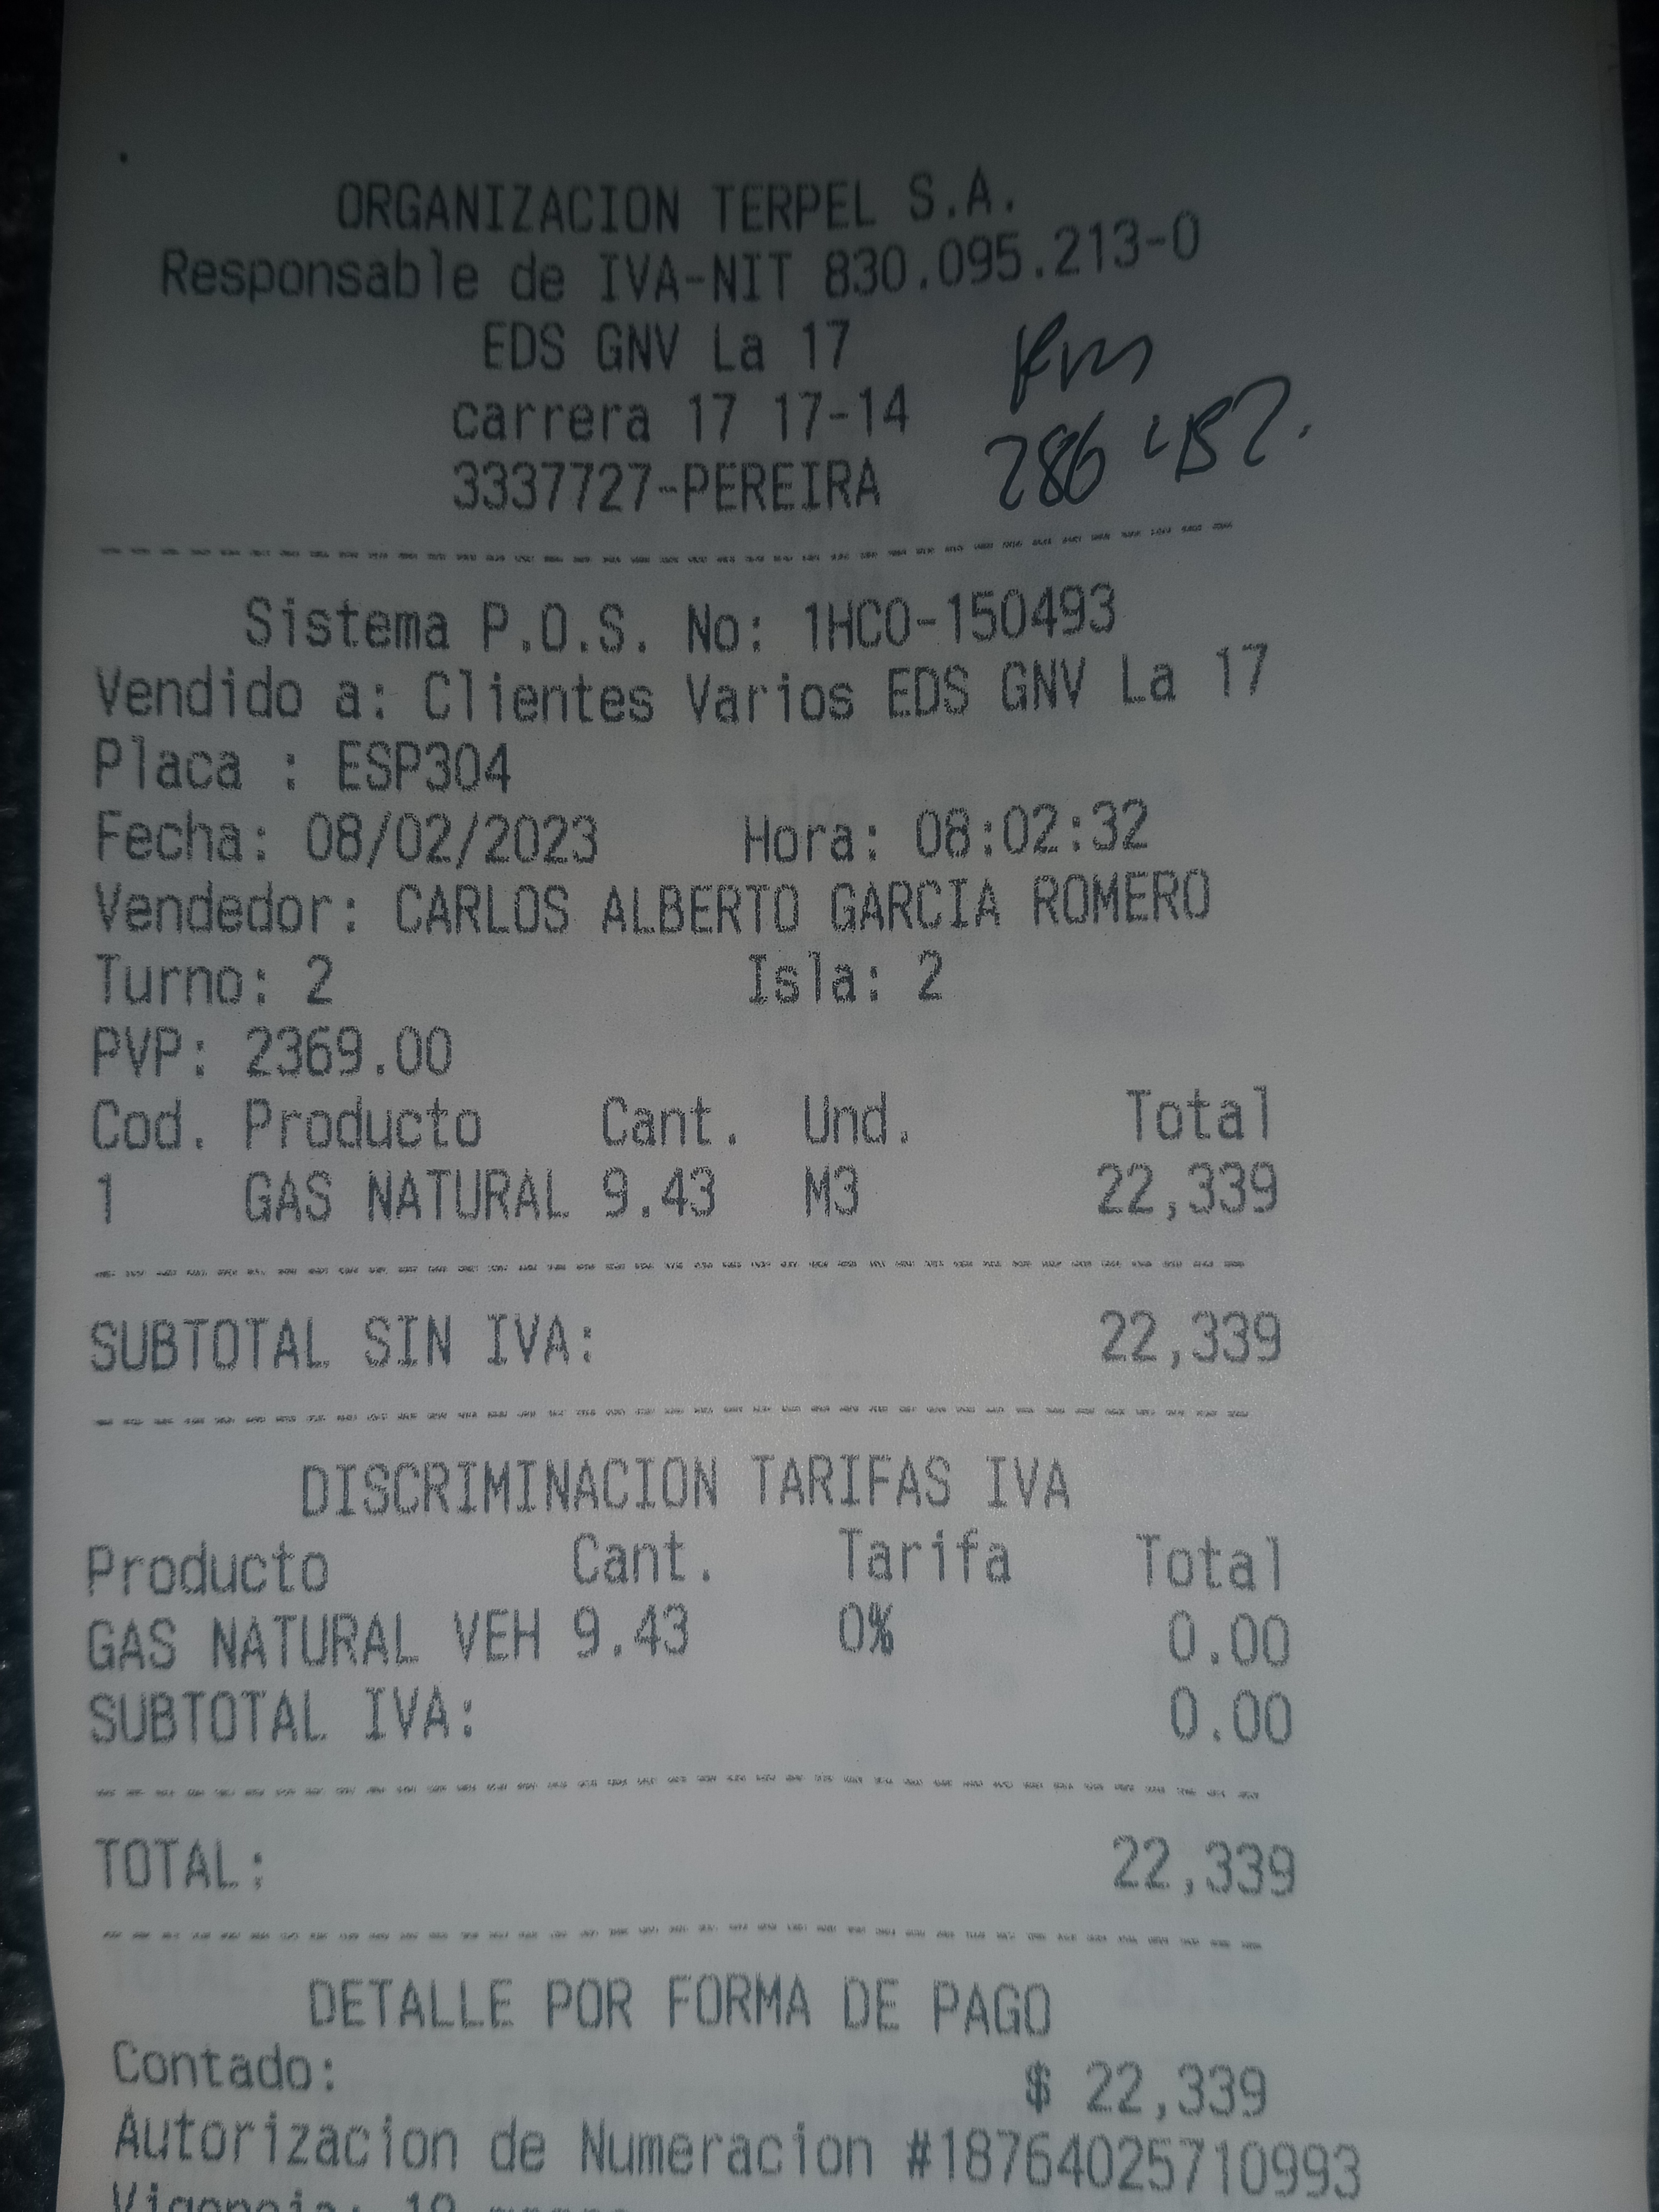 ORGANIZACION TERPEL S.A.
Responsable de IVA-NIT 830.095.213-0
EDS GNV La 17
Km
carrera 17 17-14
286
3337727-PEREIRA
Sistema P.O.S. No: 1HCO-150493
Vendido a: Clientes Varios EDS GNV La 17
Placa : ESP304
Fecha: 08/02/2023 Hora: 08:02:32
Vendedor: CARLOS ALBERTO GARCIA ROMERO
Turno: 2 Isla: 2
PVP: 2369.00
Cod. Producto Cant. Und. Total
1 GAS NATURAL 9.43 M3 22,339
SUBTOTAL SIN IVA: 22,339
DISCRIMINACION TARIFAS IVA
Producto Cant. Tarifa Total
GAS NATURAL VEH 9.43 0% 0.00
SUBTOTAL IVA: 0.00
TOTAL: 22,339
DETALLE POR FORMA DE PAGO
Contado: $ 22,339
Autorizacion de Numeracion #18764025710993
Vigencia: 18